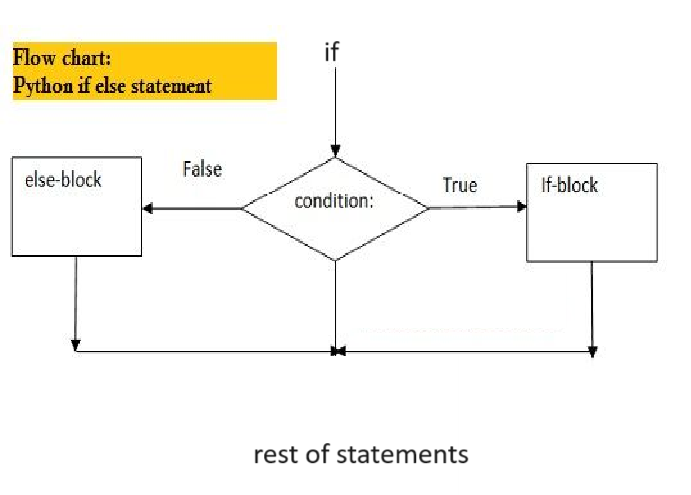 Flow chart:
Python if else statement
if
else-block
False
condition:
True
If-block
rest of statements